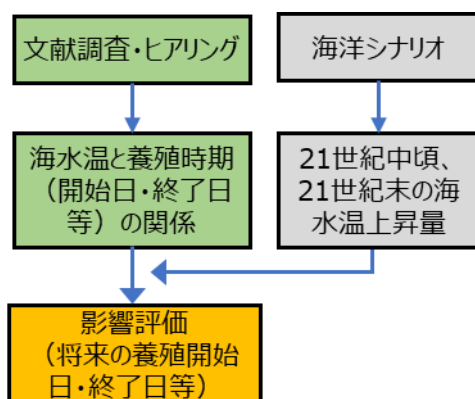 文献調査・ヒアリング
海洋シナリオ
海水温と養殖時期
（開始日・終了日
等）の関係
21世紀中頃、
21世紀末の海
水温上昇量
影響評価
（将来の養殖開始
日・終了日等）